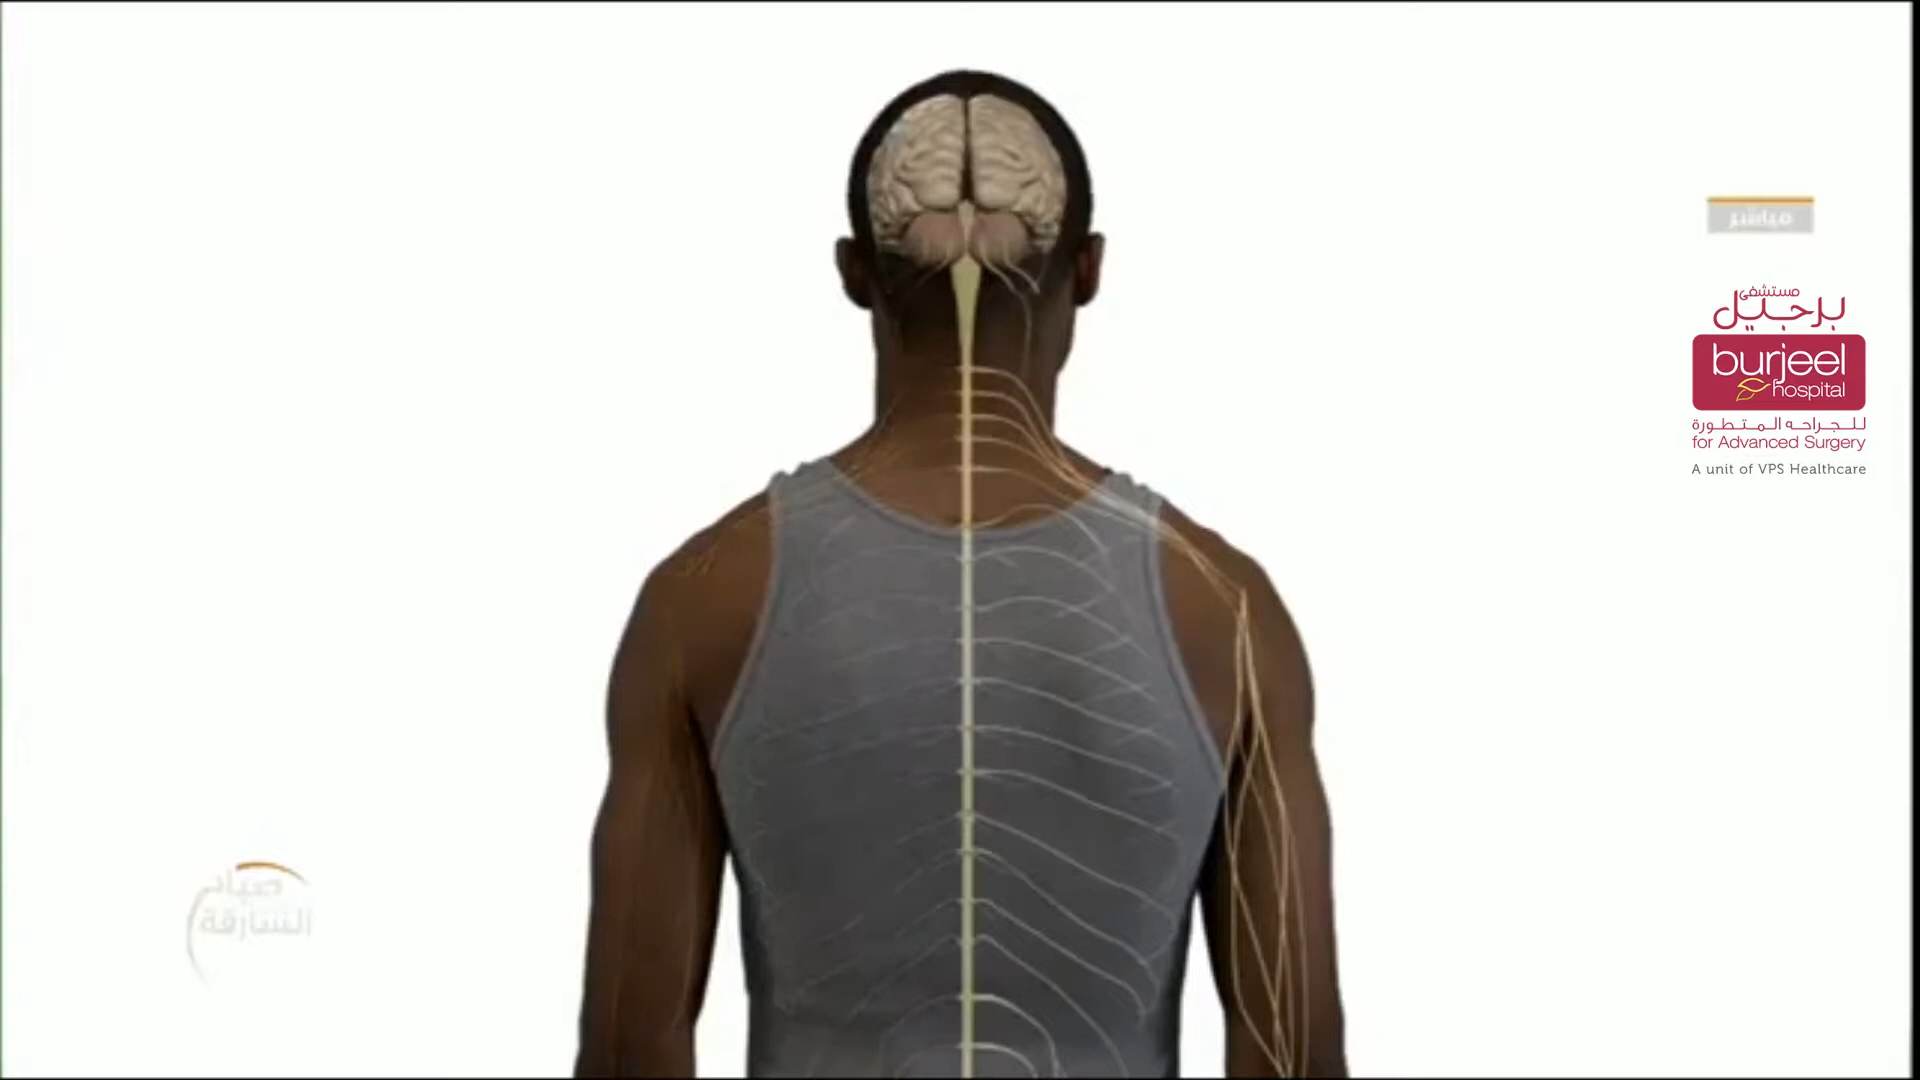 مباشر
مستشفى
برجيل
burjeel
hospital
للجراحة المتطورة
for Advanced Surgery
A unit of VPS Healthcare
صباح
الشارقة